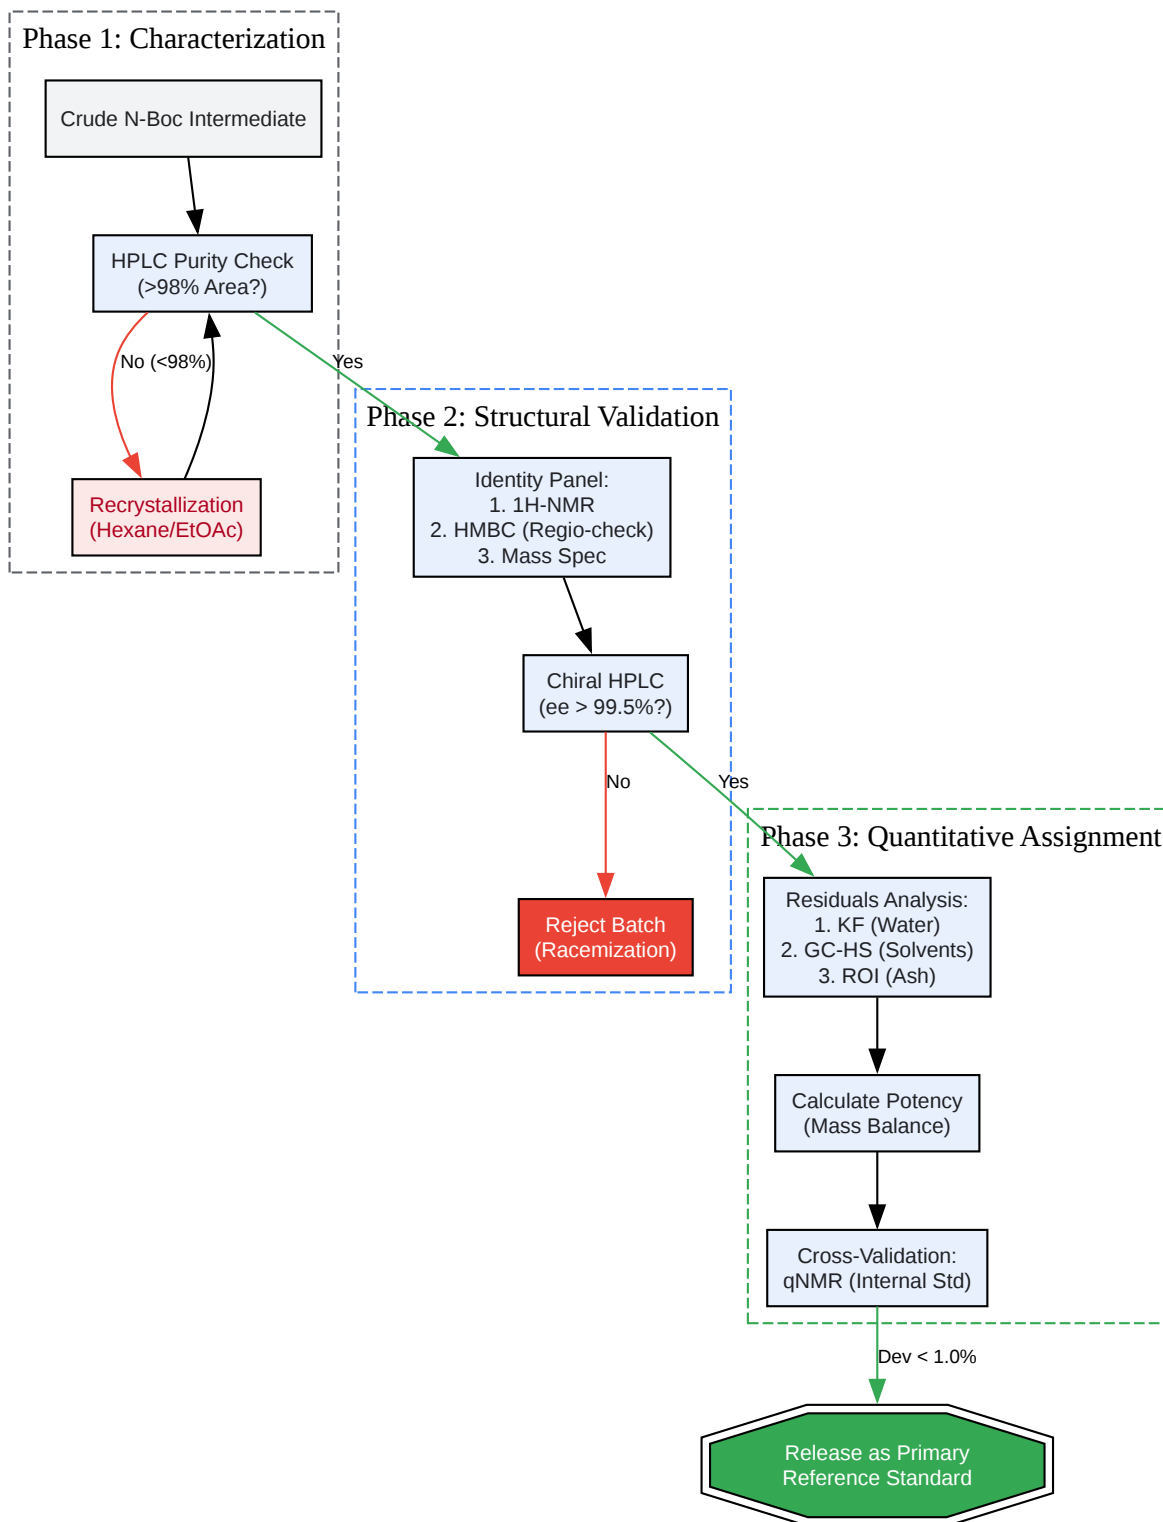 Phase 1: Characterization
Crude N-Boc Intermediate
HPLC Purity Check
(>98% Area?)
No (<98%)
Yes
Recrystallization
(Hexane/EtOAc)
Phase 2: Structural Validation
Identity Panel:
1. 1H-NMR
2. HMBC (Regio-check)
3. Mass Spec
Chiral HPLC
(ee > 99.5%?)
No
Yes
Reject Batch
(Racemization)
Phase 3: Quantitative Assignment
Residuals Analysis:
1. KF (Water)
2. GC-HS (Solvents)
3. ROI (Ash)
Calculate Potency
(Mass Balance)
Cross-Validation:
qNMR (Internal Std)
Dev < 1.0%
Release as Primary
Reference Standard